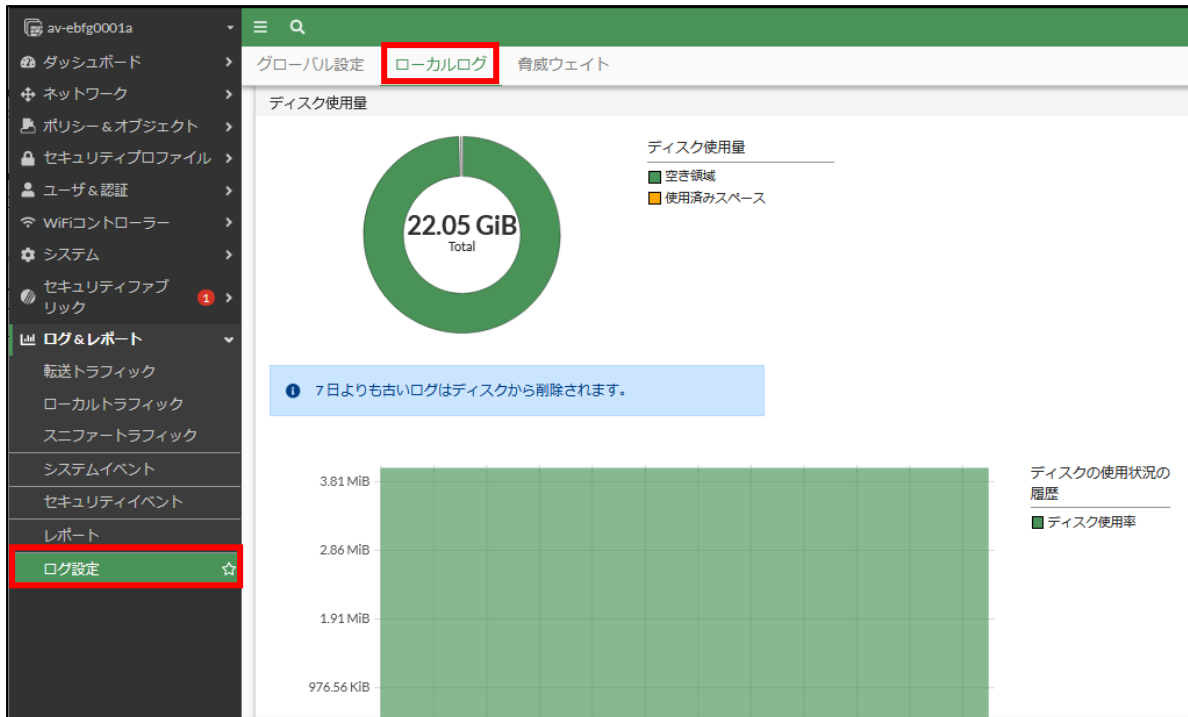 av-ebfg0001a
ダッシュボード
ネットワーク
ポリシー＆オブジェクト
セキュリティプロファイル
ユーザ＆認証
WiFiコントローラー
システム
セキュリティファブ
リック
1
ログ＆レポート
転送トラフィック
ローカルトラフィック
スニファートラフィック
システムイベント
セキュリティイベント
レポート
ログ設定
グローバル設定
ローカルログ
脅威ウェイト
ディスク使用量
22.05 GiB
Total
ディスク使用量
空き領域
使用済みスペース
7日よりも古いログはディスクから削除されます。
3.81 MiB
2.86 MiB
1.91 MiB
976.56 KiB
ディスクの使用状況の
履歴
ディスク使用率